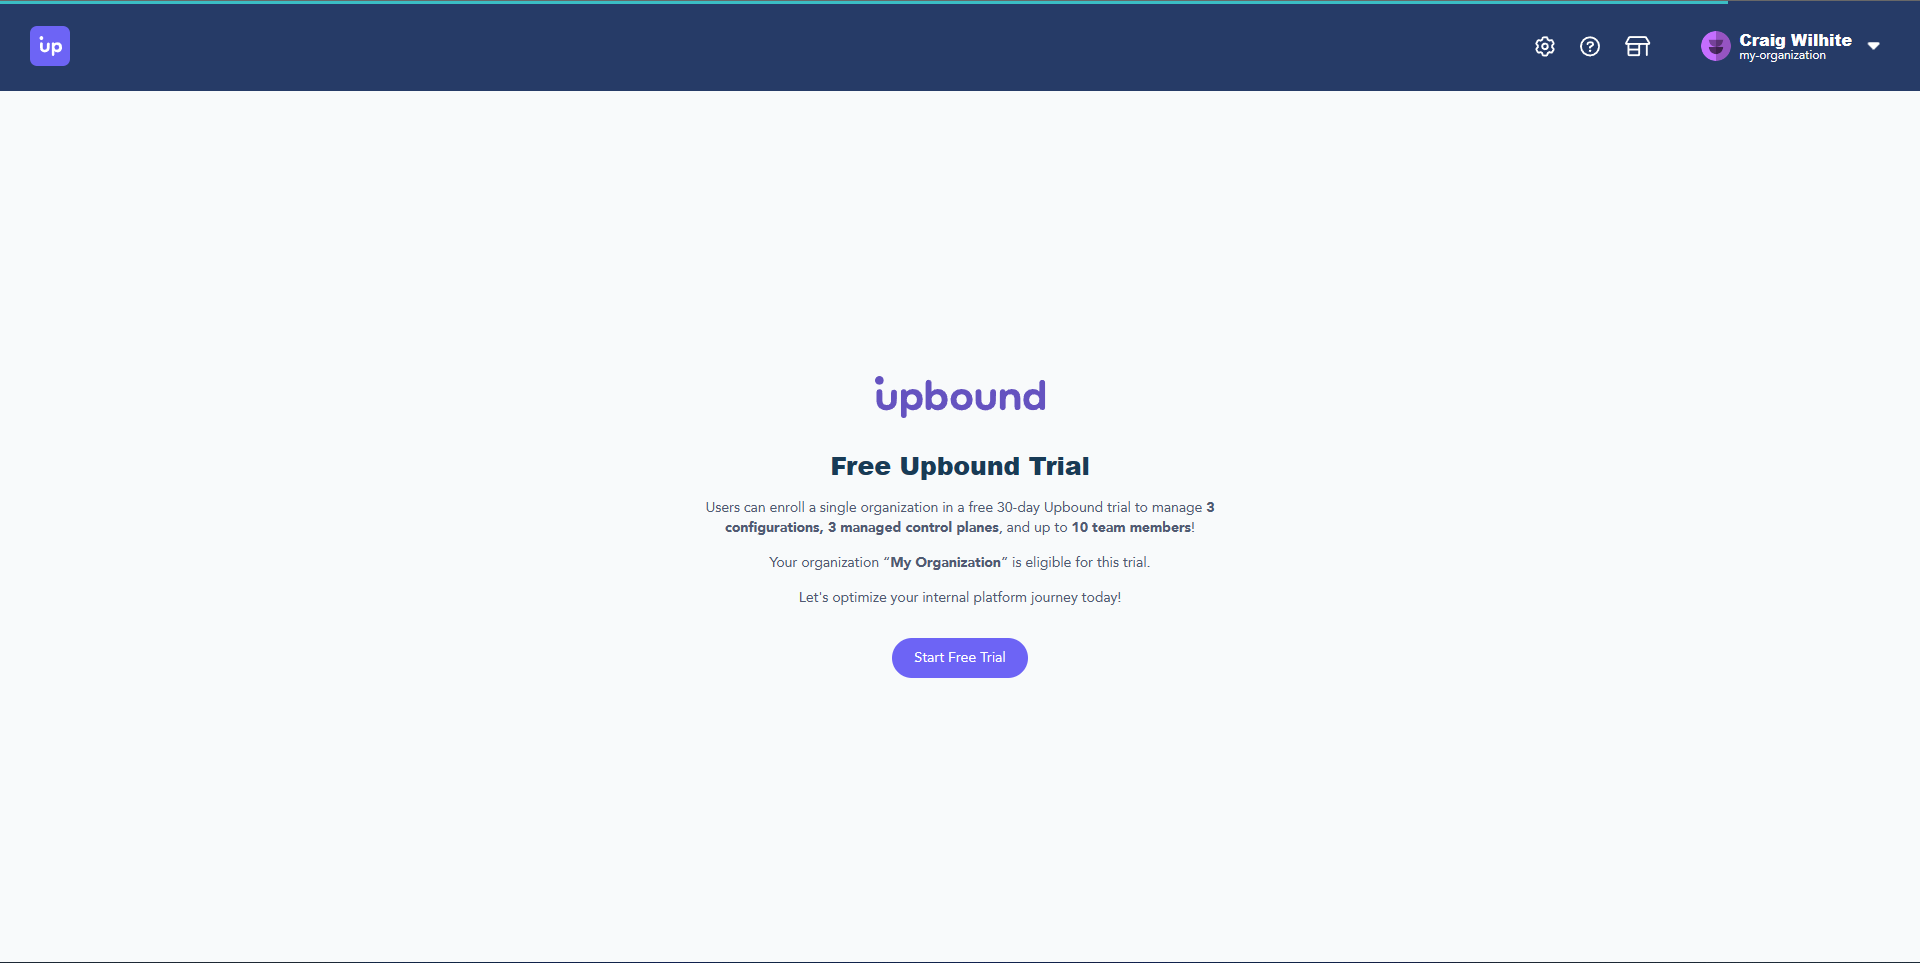 up
Craig Wilhite
my-organization
upbound
Free Upbound Trial
Users can enroll a single organization in a free 30-day Upbound trial to manage 3
configurations, 3 managed control planes, and up to 10 team members!
Your organization “My Organization” is eligible for this trial.
Let's optimize your internal platform journey today!
Start Free Trial